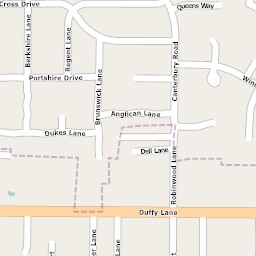 Cross Drive
Queens Way
Berkshire Lane
Regent Lane
Canterbury Road
Portshire Drive
Brunswick Lane
Anglican Lane
Dukes Lane
Dell Lane
Robinwood Lane
Duffy Lane